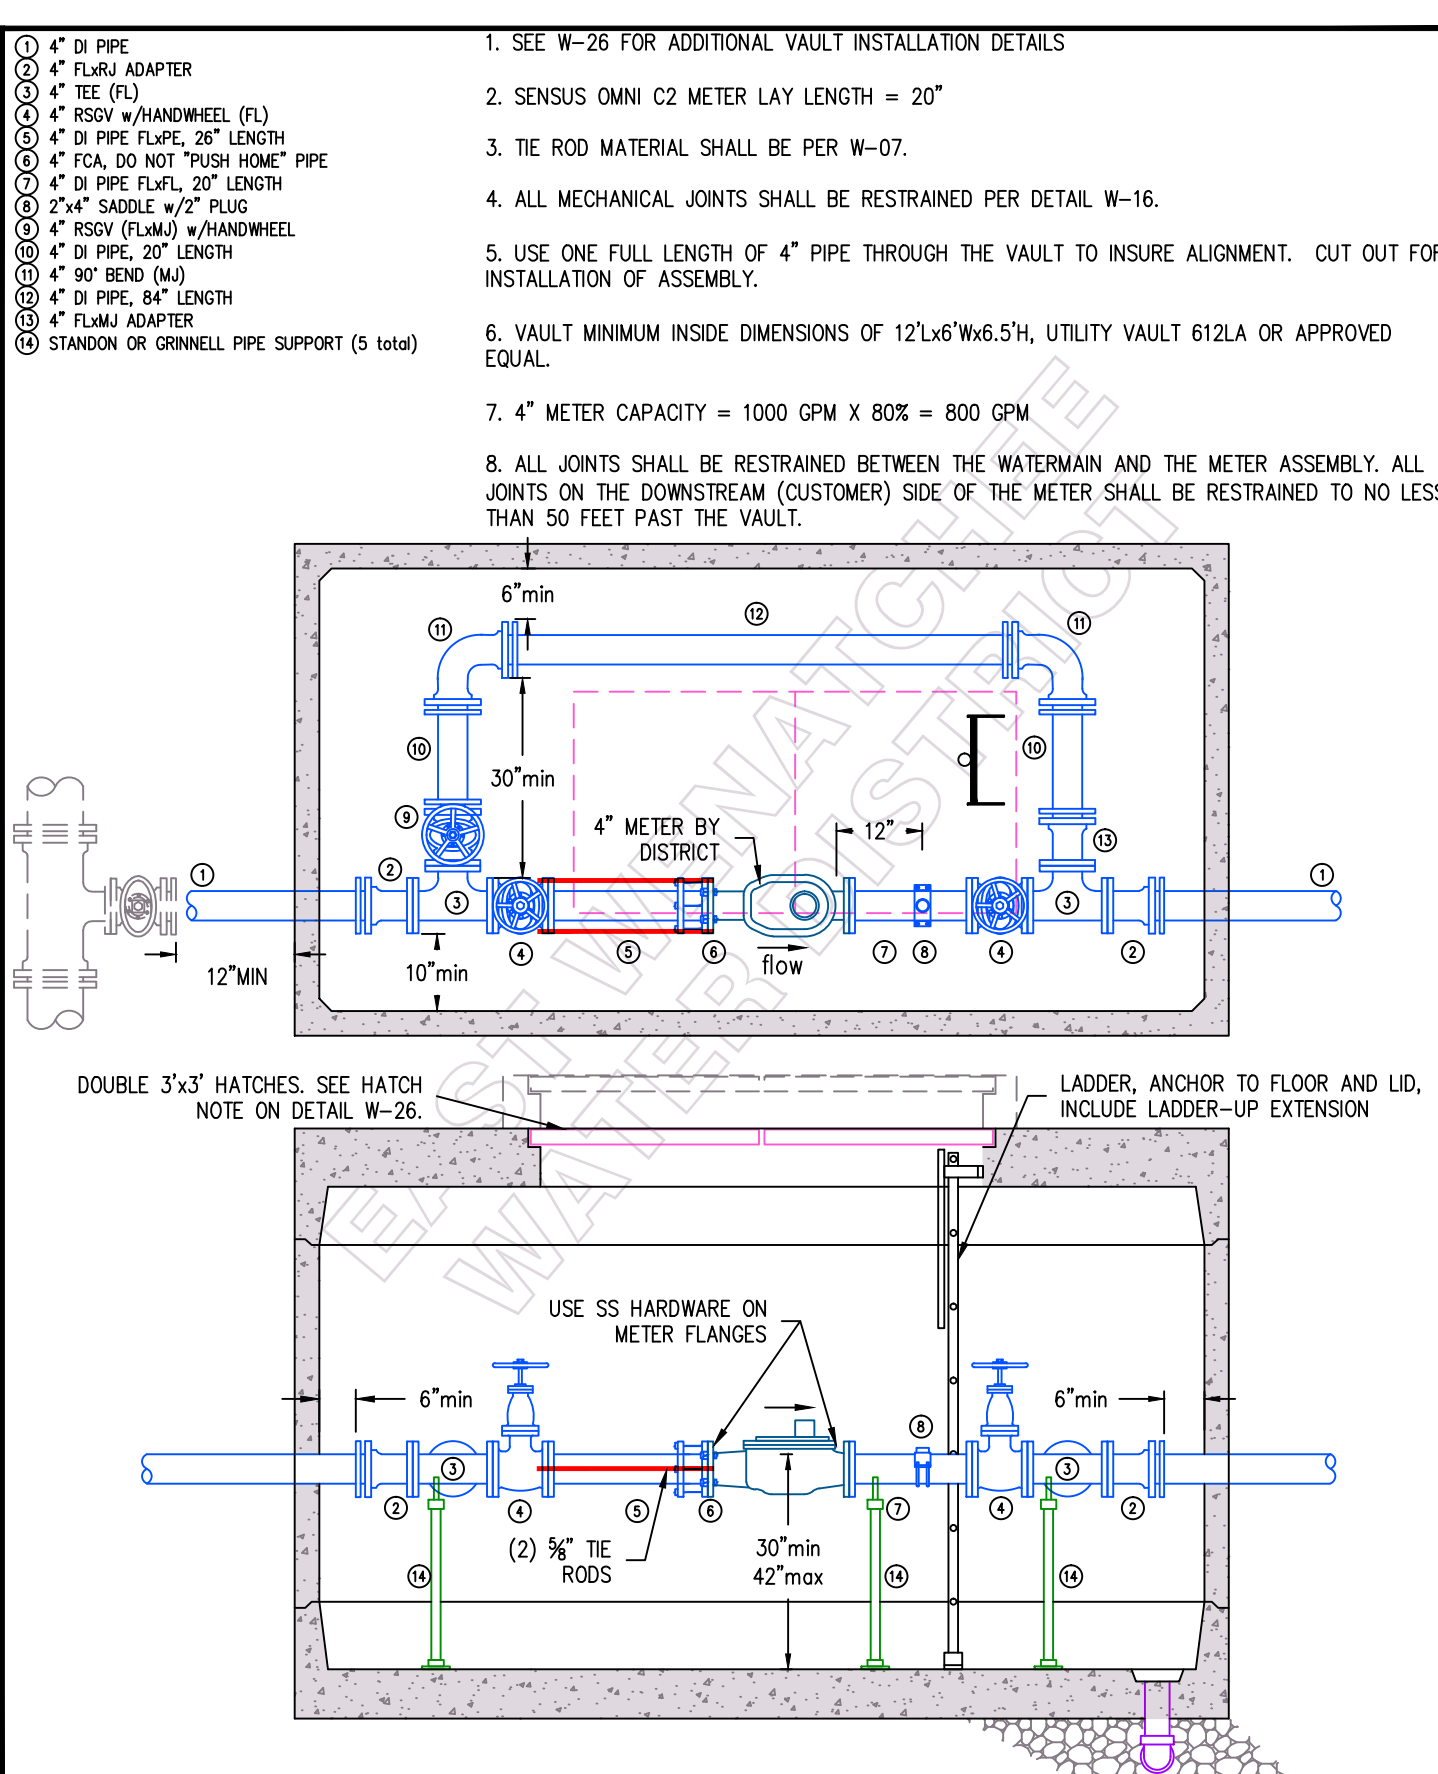 ① 4" DI PIPE
② 4" FLxRJ ADAPTER
③ 4" TEE (FL)
④ 4" RSGV w/HANDWHEEL (FL)
⑤ 4" DI PIPE FLxPE, 26" LENGTH
⑥ 4" FCA, DO NOT "PUSH HOME" PIPE
⑦ 4" DI PIPE FLxFL, 20" LENGTH
⑧ 2"x4" SADDLE w/2" PLUG
⑨ 4" RSGV (FLxMJ) w/HANDWHEEL
⑩ 4" DI PIPE, 20" LENGTH
⑪ 4" 90° BEND (MJ)
⑫ 4" DI PIPE, 84" LENGTH
⑬ 4" FLxMJ ADAPTER
⑭ STANDON OR GRINNELL PIPE SUPPORT (5 total)
1. SEE W-26 FOR ADDITIONAL VAULT INSTALLATION DETAILS
2. SENSUS OMNI C2 METER LAY LENGTH = 20"
3. TIE ROD MATERIAL SHALL BE PER W-07.
4. ALL MECHANICAL JOINTS SHALL BE RESTRAINED PER DETAIL W-16.
5. USE ONE FULL LENGTH OF 4" PIPE THROUGH THE VAULT TO INSURE ALIGNMENT. CUT OUT FOR
INSTALLATION OF ASSEMBLY.
6. VAULT MINIMUM INSIDE DIMENSIONS OF 12'Lx6'Wx6.5'H, UTILITY VAULT 612LA OR APPROVED
EQUAL.
7. 4" METER CAPACITY = 1000 GPM X 80% = 800 GPM
8. ALL JOINTS SHALL BE RESTRAINED BETWEEN THE WATERMAIN AND THE METER ASSEMBLY. ALL
JOINTS ON THE DOWNSTREAM (CUSTOMER) SIDE OF THE METER SHALL BE RESTRAINED TO NO LESS
THAN 50 FEET PAST THE VAULT.
EAST WENATCHEE
WATER DISTRICT
6"min
⑫
⑪
⑪
⑩
⑩
30"min
⑨
4" METER BY
DISTRICT
12"
⑬
②
①
①
③
③
④
⑤
⑥
flow
⑦
⑧
④
②
12"MIN
10"min
DOUBLE 3'x3' HATCHES. SEE HATCH
NOTE ON DETAIL W-26.
LADDER, ANCHOR TO FLOOR AND LID,
INCLUDE LADDER-UP EXTENSION
USE SS HARDWARE ON
METER FLANGES
6"min
6"min
⑧
③
③
②
④
⑤
⑥
⑦
④
②
(2) ⅝" TIE
RODS
30"min
42"max
⑭
⑭
⑭